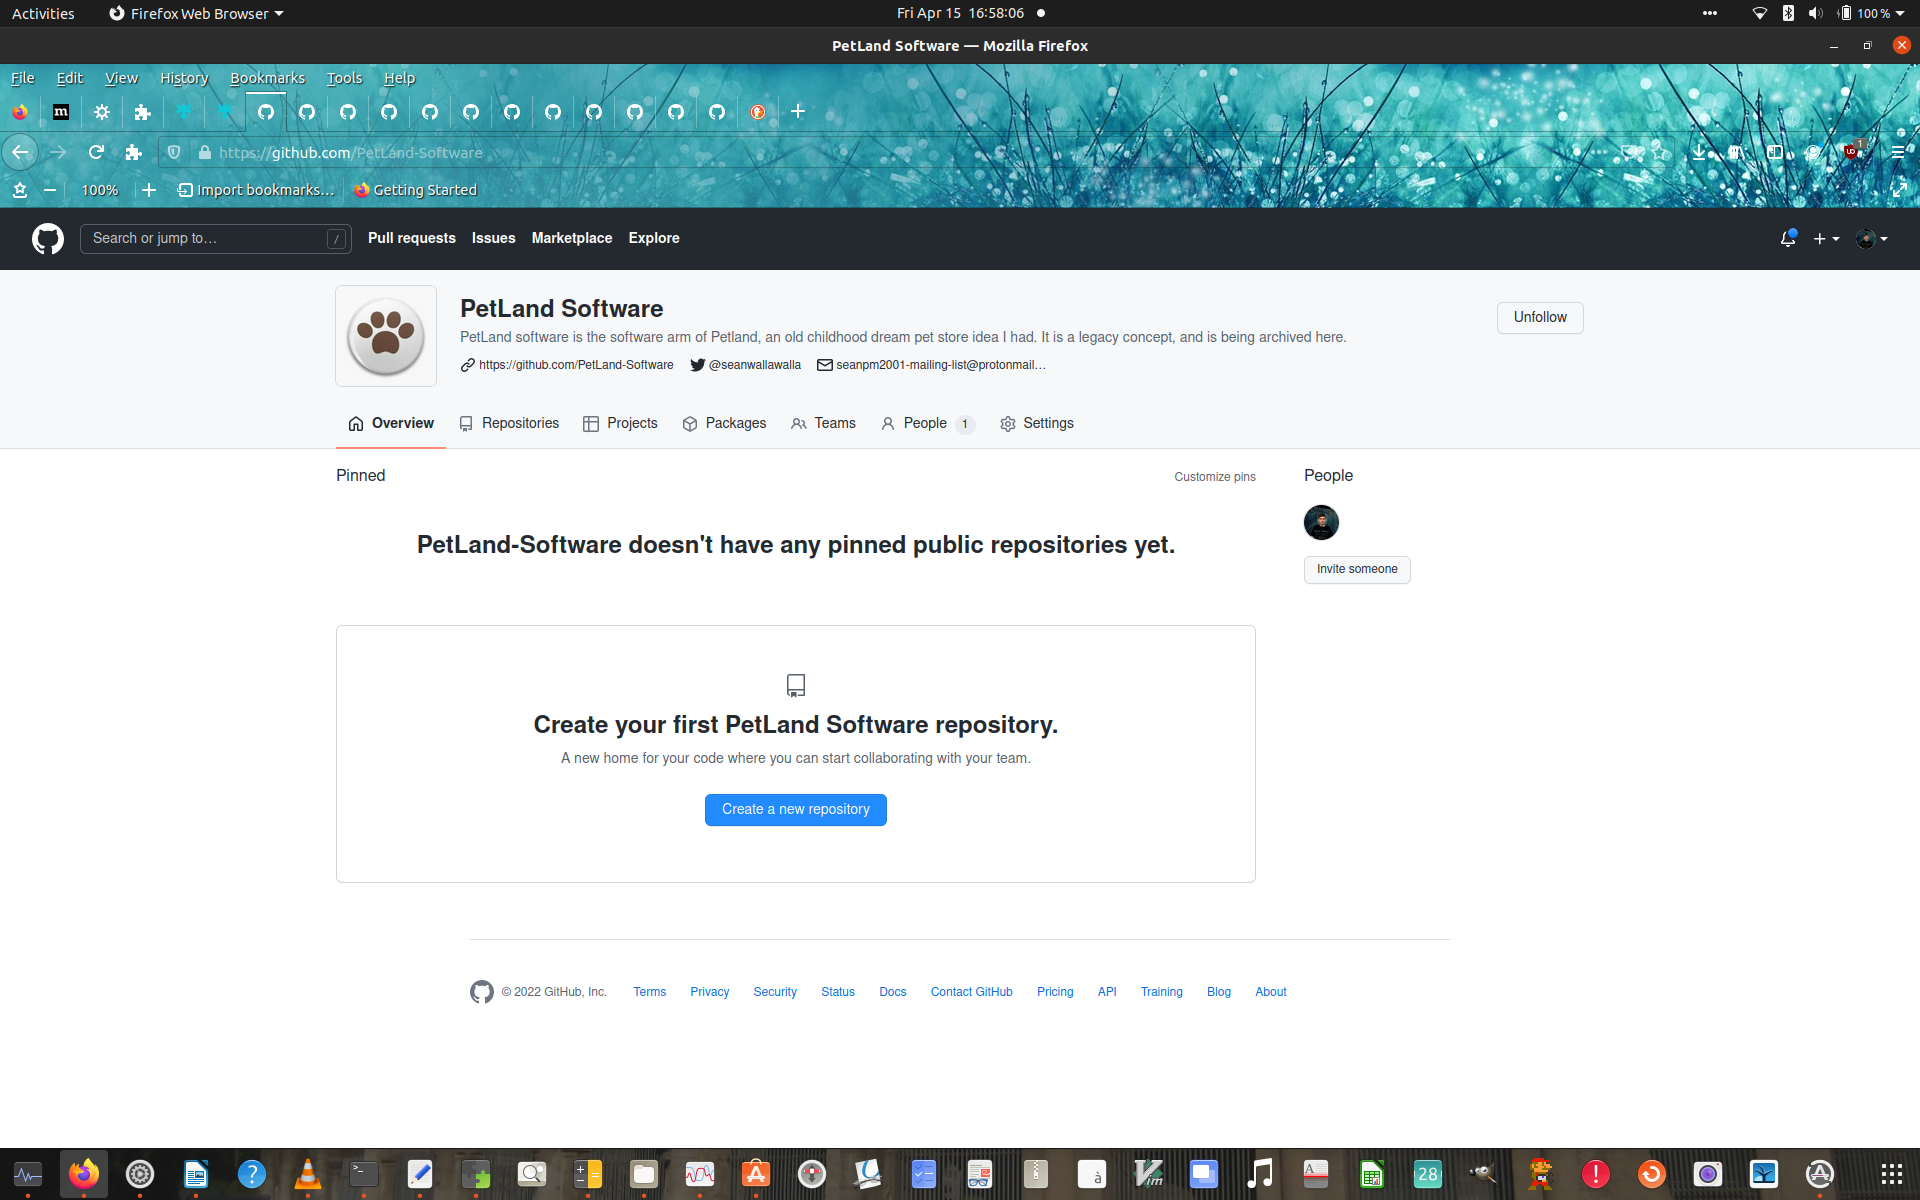 Activities Firefox Web Browser Fri Apr 15 16:58:06 100 %
PetLand Software — Mozilla Firefox
File Edit View History Bookmarks Tools Help
m
https://github.com/PetLand-Software 1
100% Import bookmarks… Getting Started
Search or jump to… / Pull requests Issues Marketplace Explore
PetLand Software
Unfollow
PetLand software is the software arm of Petland, an old childhood dream pet store idea I had. It is a legacy concept, and is being archived here.
https://github.com/PetLand-Software @seanwallawalla seanpm2001-mailing-list@protonmail…
Overview Repositories Projects Packages Teams People 1 Settings
Pinned Customize pins People
PetLand-Software doesn't have any pinned public repositories yet.
Invite someone
Create your first PetLand Software repository.
A new home for your code where you can start collaborating with your team.
Create a new repository
© 2022 GitHub, Inc. Terms Privacy Security Status Docs Contact GitHub Pricing API Training Blog About
? >_ à Vim A 28 !